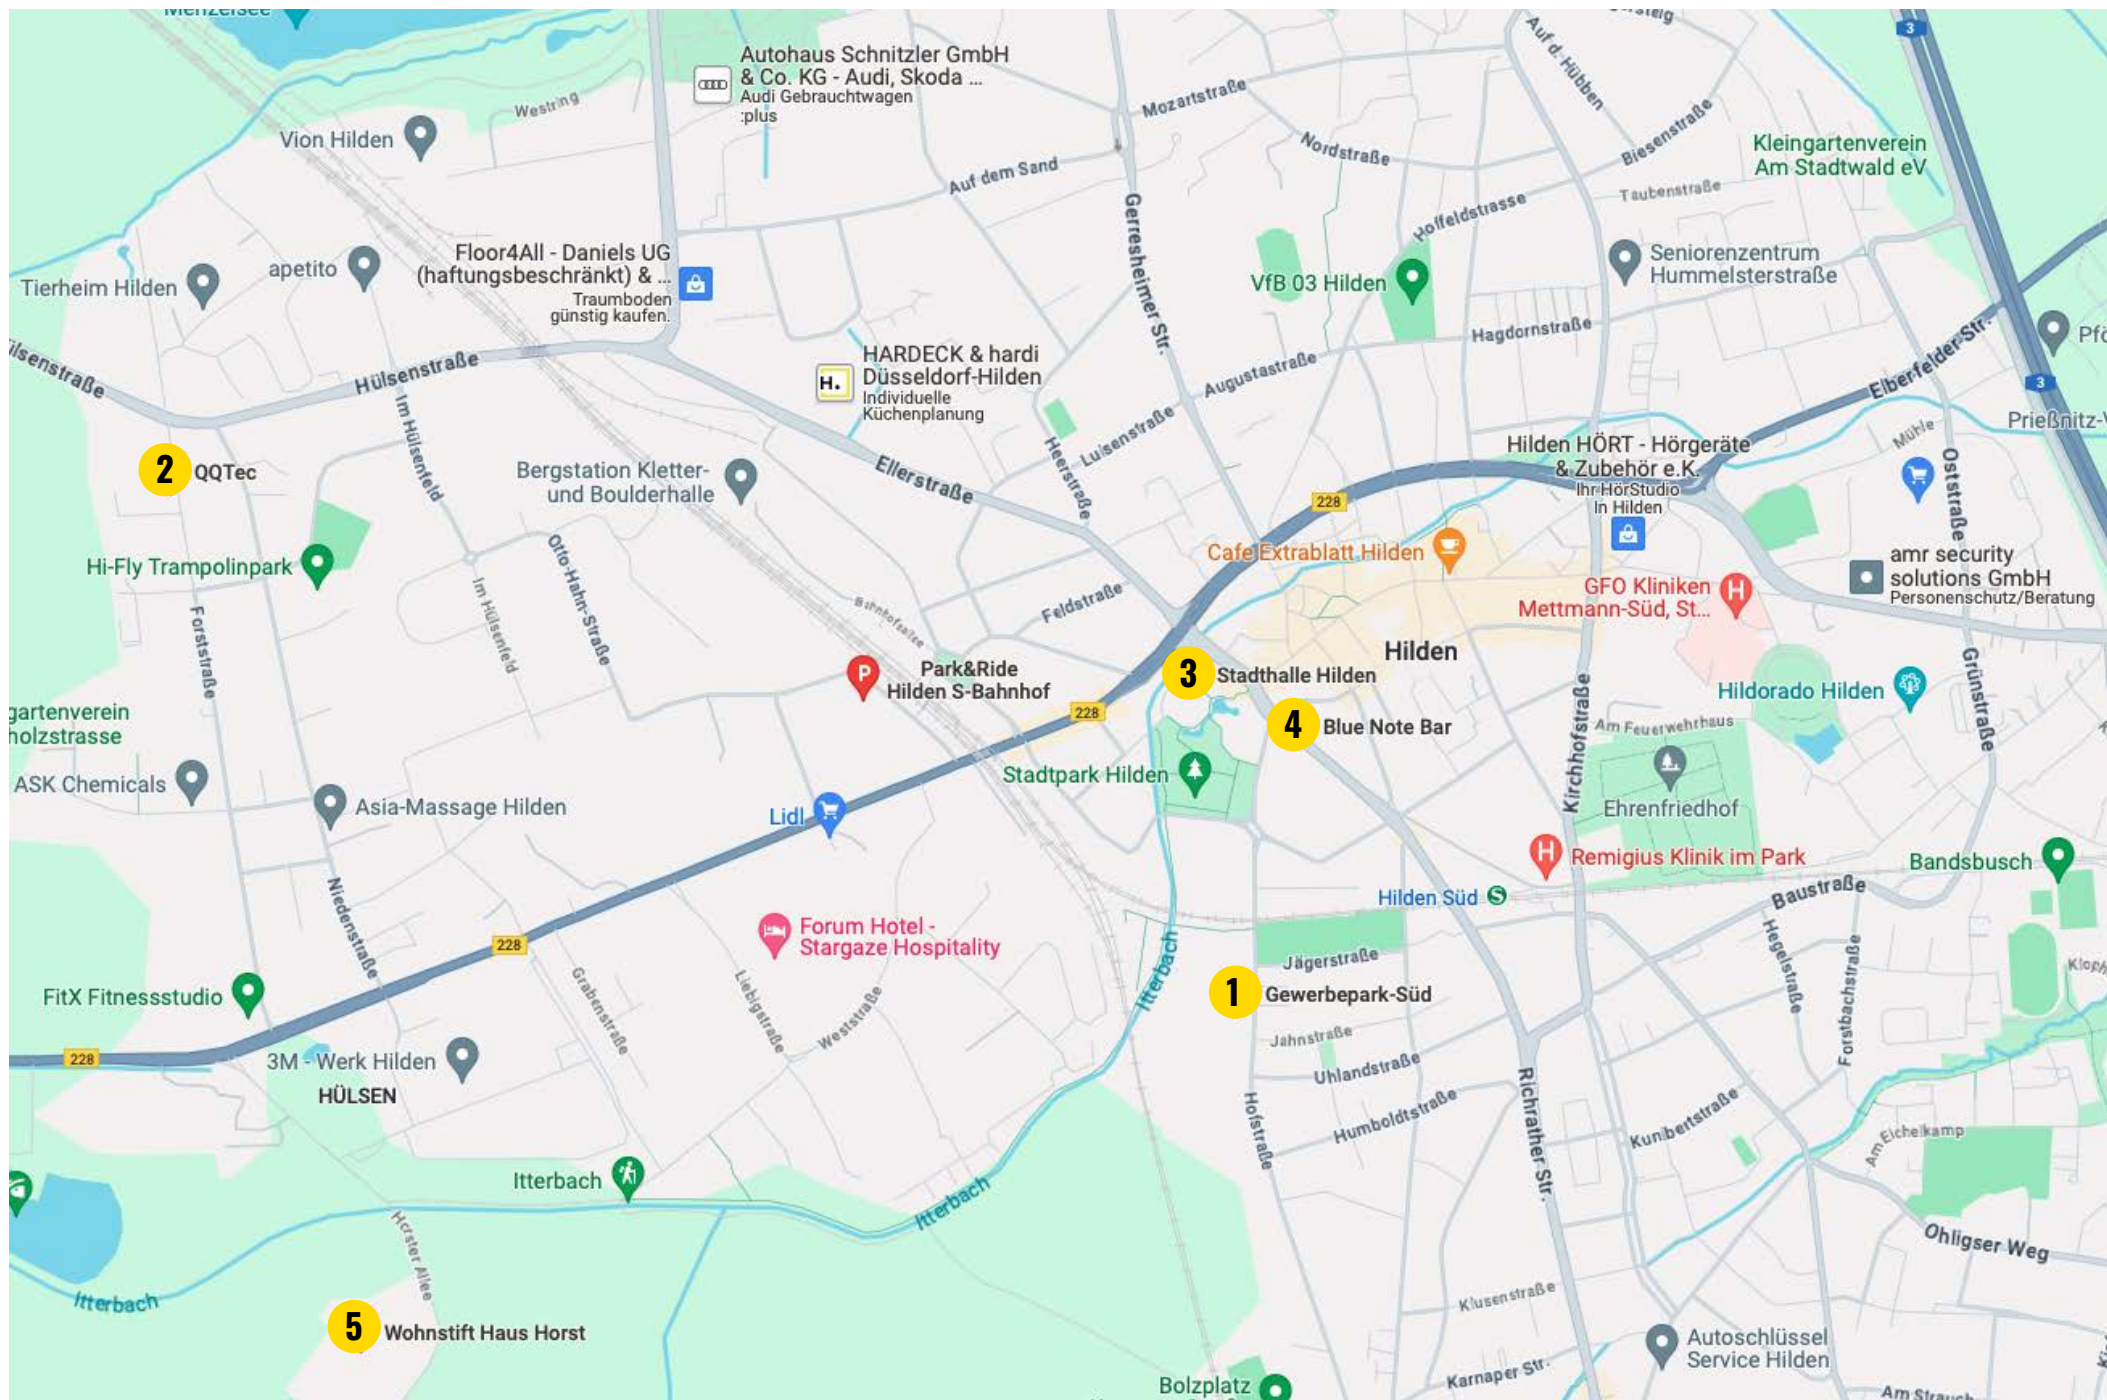 Autohaus Schnitzler GmbH
& Co. KG - Audi, Skoda ...
Audi Gebrauchtwagen
:plus
3
Auf d. Hübben
Mozartstraße
Westring
Vion Hilden
Nordstraße
Biesenstraße
Kleingartenverein
Am Stadtwald eV
Auf dem Sand
Taubenstraße
Gerresheimer Str.
Hoffeldstrasse
Floor4All - Daniels UG
(haftungsbeschränkt) & ...
Traumboden
günstig kaufen.
apetito
Tierheim Hilden
VfB 03 Hilden
Seniorenzentrum
Hummelsterstraße
Hagdornstraße
Elberfelder Str.
Hülsenstraße
HARDECK & hardi
Düsseldorf-Hilden
Individuelle
Küchenplanung
H.
Augustastraße
3
Im Hülsenfeld
Luisenstraße
Heerstraße
Ellerstraße
Mühle
Oststraße
Hilden HÖRT - Hörgeräte
& Zubehör e.K.
Ihr HörStudio
In Hilden
2
QQTec
Bergstation Kletter-
und Boulderhalle
228
Cafe Extrablatt Hilden
Hi-Fly Trampolinpark
Otto-Hahn-Straße
Im Hülsenfeld
Feldstraße
Bahnhofsallee
GFO Kliniken
Mettmann-Süd, St...
H
amr security
solutions GmbH
Personenschutz/Beratung
Forststraße
Hilden
P
Park&Ride
Hilden S-Bahnhof
3
Stadthalle Hilden
Grünstraße
Hildorado Hilden
228
4
Blue Note Bar
Kirchhofstraße
Am Feuerwehrhaus
gartenverein
holzstrasse
ASK Chemicals
Asia-Massage Hilden
Stadtpark Hilden
Ehrenfriedhof
Lidl
H
Remigius Klinik im Park
Bandsbusch
Niedenstraße
Hilden Süd
S
Baustraße
228
Forum Hotel -
Stargaze Hospitality
Itterbach
Jägerstraße
Hegelstraße
Forstbachstraße
1
Gewerbepark-Süd
FitX Fitnessstudio
Grabenstraße
Liebigstraße
Weststraße
Jahnstraße
228
3M - Werk Hilden
HÜLSEN
Uhlandstraße
Humboldtstraße
Hofstraße
Richrather Str.
Kunibertstraße
Am Eichelkamp
Itterbach
Itterbach
Horster Allee
Ohligser Weg
Itterbach
Klusenstraße
5
Wohnstift Haus Horst
Autoschlüssel
Service Hilden
Karnaper Str.
Bolzplatz